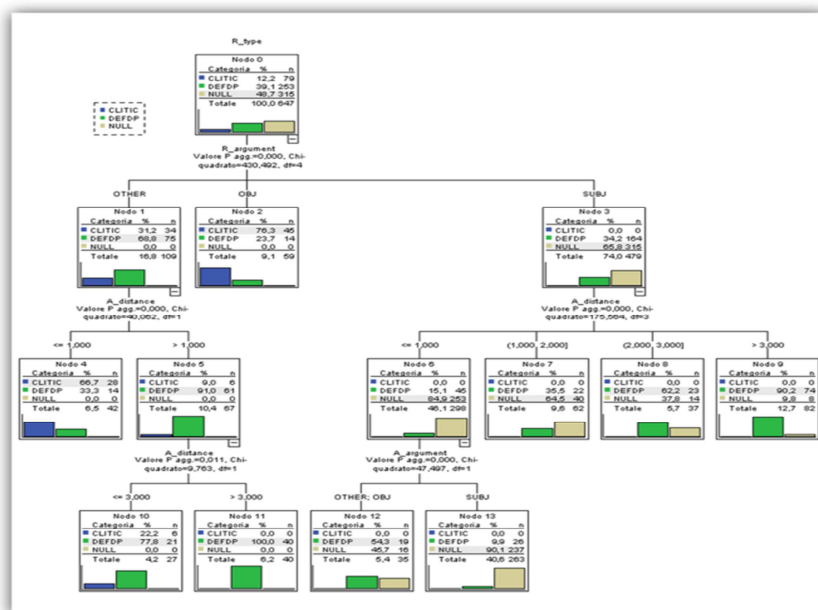 R_type
Nodo 0
Categoria % n
CLITIC 12,2 79
DEFDP 39,1 253
NULL 48,7 315
Totale 100,0 647
CLITIC
DEFDP
NULL
R_argument
Valore P agg.=0,000, Chi-
quadrato=430,492, df=4
OTHER
OBJ
SUBJ
Nodo 1
Categoria % n
CLITIC 31,2 34
DEFDP 68,8 75
NULL 0,0 0
Totale 16,8 109
Nodo 2
Categoria % n
CLITIC 76,3 45
DEFDP 23,7 14
NULL 0,0 0
Totale 9,1 59
Nodo 3
Categoria % n
CLITIC 0,0 0
DEFDP 34,2 164
NULL 65,8 315
Totale 74,0 479
A_distance
Valore P agg.=0,000, Chi-
quadrato=40,062, df=1
A_distance
Valore P agg.=0,000, Chi-
quadrato=175,564, df=3
<= 1,000
> 1,000
<= 1,000
(1,000, 2,000]
(2,000, 3,000]
> 3,000
Nodo 4
Categoria % n
CLITIC 66,7 28
DEFDP 33,3 14
NULL 0,0 0
Totale 6,5 42
Nodo 5
Categoria % n
CLITIC 9,0 6
DEFDP 91,0 61
NULL 0,0 0
Totale 10,4 67
Nodo 6
Categoria % n
CLITIC 0,0 0
DEFDP 15,1 45
NULL 84,9 253
Totale 46,1 298
Nodo 7
Categoria % n
CLITIC 0,0 0
DEFDP 35,5 22
NULL 64,5 40
Totale 9,6 62
Nodo 8
Categoria % n
CLITIC 0,0 0
DEFDP 62,2 23
NULL 37,8 14
Totale 5,7 37
Nodo 9
Categoria % n
CLITIC 0,0 0
DEFDP 90,2 74
NULL 9,8 8
Totale 12,7 82
A_distance
Valore P agg.=0,011, Chi-
quadrato=9,763, df=1
A_argument
Valore P agg.=0,000, Chi-
quadrato=47,497, df=1
<= 3,000
> 3,000
OTHER; OBJ
SUBJ
Nodo 10
Categoria % n
CLITIC 22,2 6
DEFDP 77,8 21
NULL 0,0 0
Totale 4,2 27
Nodo 11
Categoria % n
CLITIC 0,0 0
DEFDP 100,0 40
NULL 0,0 0
Totale 6,2 40
Nodo 12
Categoria % n
CLITIC 0,0 0
DEFDP 54,3 19
NULL 45,7 16
Totale 5,4 35
Nodo 13
Categoria % n
CLITIC 0,0 0
DEFDP 9,9 26
NULL 90,1 237
Totale 40,6 263